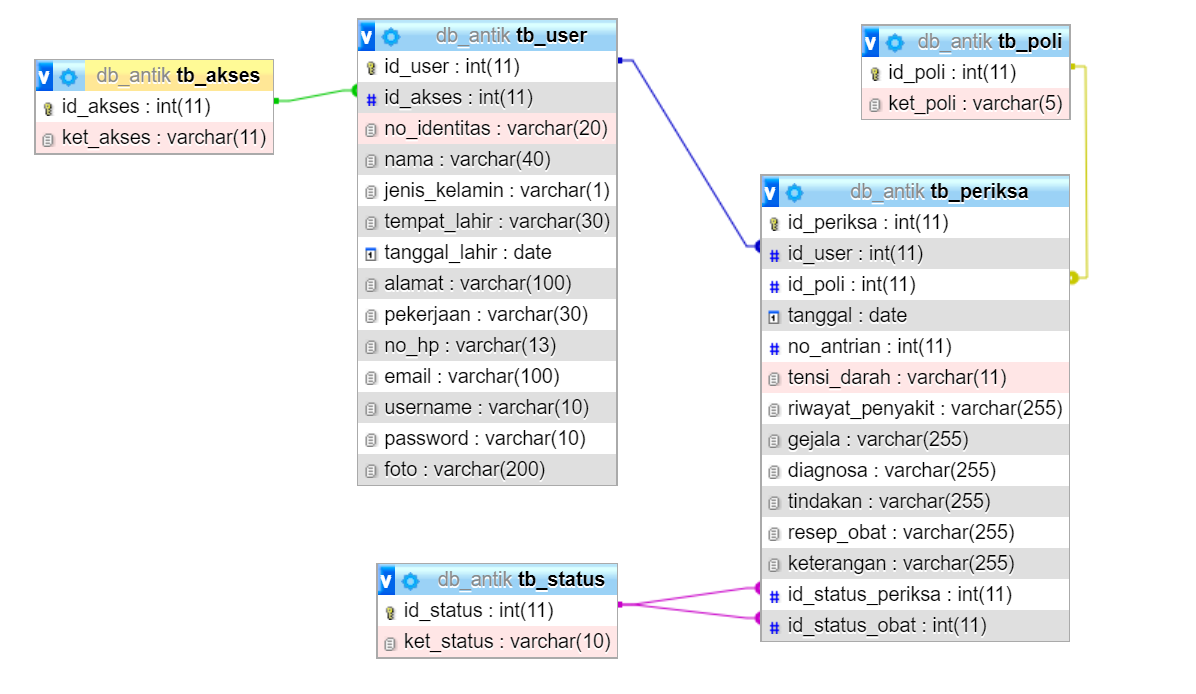 db_antik tb_akses
id_akses : int(11)
ket_akses : varchar(11)
v db_antik tb_user
id_user : int(11)
# id_akses : int(11)
no_identitas : varchar(20)
nama : varchar(40)
jenis_kelamin : varchar(1)
tempat_lahir : varchar(30)
tanggal_lahir : date
alamat : varchar(100)
pekerjaan : varchar(30)
no_hp : varchar(13)
email : varchar(100)
username : varchar(10)
password : varchar(10)
foto : varchar(200)
v db_antik tb_poli
id_poli : int(11)
ket_poli : varchar(5)
v db_antik tb_periksa
id_periksa : int(11)
# id_user : int(11)
# id_poli : int(11)
tanggal : date
# no_antrian : int(11)
tensi_darah : varchar(11)
riwayat_penyakit : varchar(255)
gejala : varchar(255)
diagnosa : varchar(255)
tindakan : varchar(255)
resep_obat : varchar(255)
keterangan : varchar(255)
# id_status_periksa : int(11)
# id_status_obat : int(11)
v db_antik tb_status
id_status : int(11)
ket_status : varchar(10)